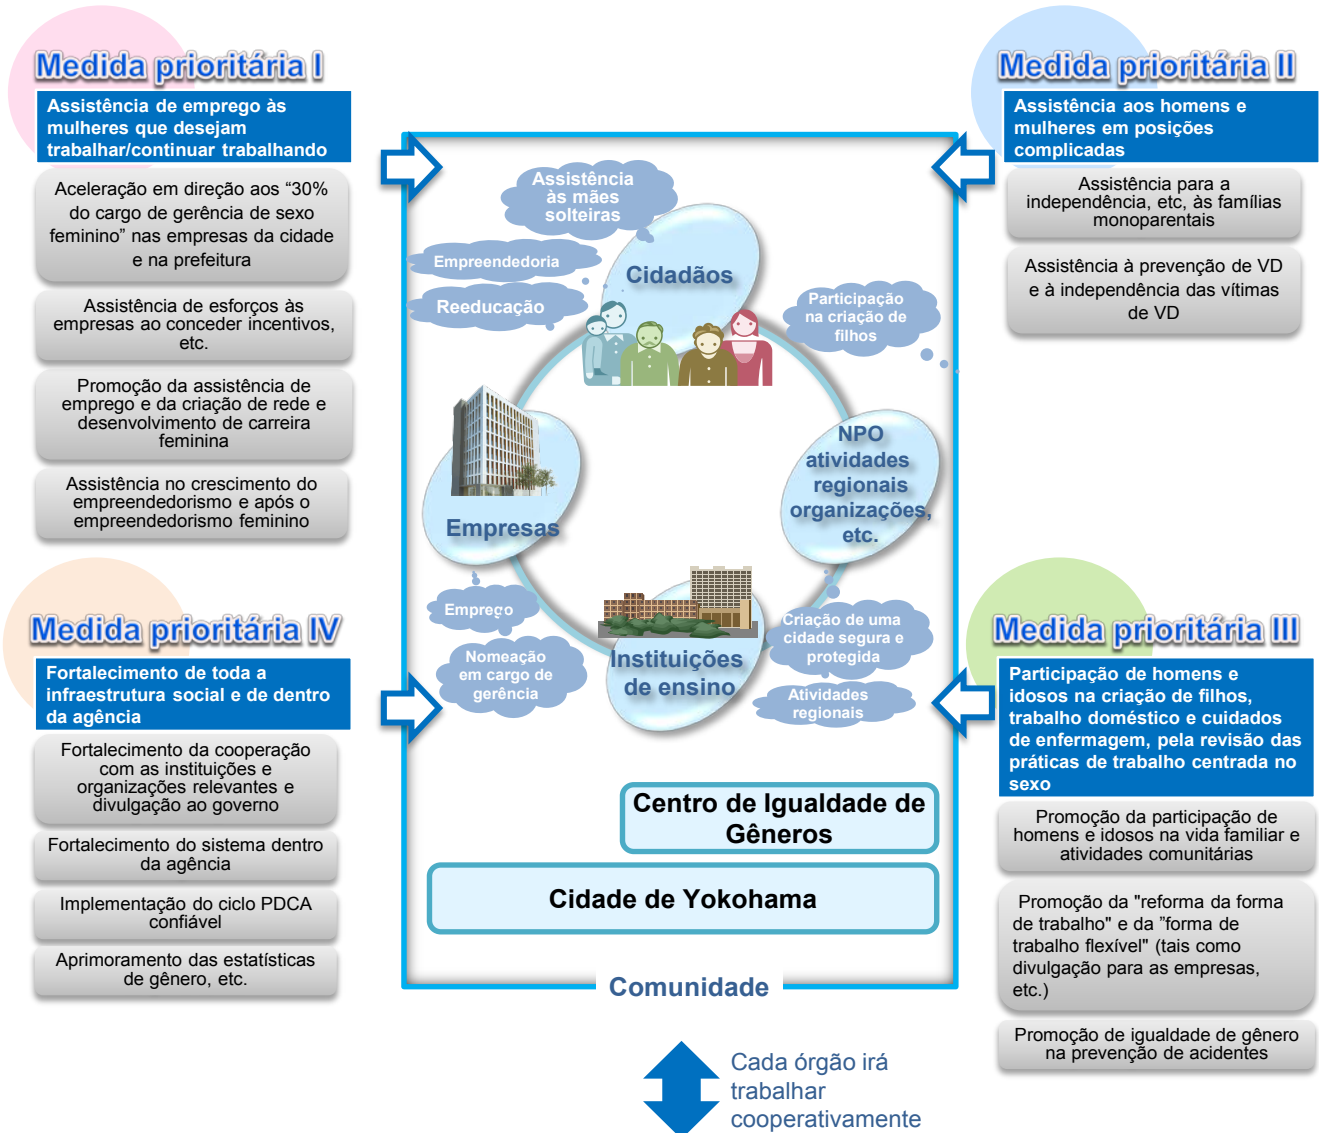 Medida prioritária I
Assistência de emprego às
mulheres que desejam
trabalhar/continuar trabalhando
Aceleração em direção aos “30%
do cargo de gerência de sexo
feminino” nas empresas da cidade
e na prefeitura
Assistência de esforços às
empresas ao conceder incentivos,
etc.
Promoção da assistência de
emprego e da criação de rede e
desenvolvimento de carreira
feminina
Assistência no crescimento do
empreendedorismo e após o
empreendedorismo feminino
Medida prioritária II
Assistência aos homens e
mulheres em posições
complicadas
Assistência para a
independência, etc, às famílias
monoparentais
Assistência à prevenção de VD
e à independência das vítimas
de VD
Assistência
às mães
solteiras
Empreendedoria
Reeducação
Cidadãos
Participação
na criação de
filhos
Empresas
NPO
atividades
regionais
organizações,
etc.
Emprego
Nomeação
em cargo de
gerência
Instituições
de ensino
Criação de uma
cidade segura e
protegida
Atividades
regionais
Centro de Igualdade de
Gêneros
Cidade de Yokohama
Comunidade
Cada órgão irá
trabalhar
cooperativamente
Medida prioritária IV
Fortalecimento de toda a
infraestrutura social e de dentro
da agência
Fortalecimento da cooperação
com as instituições e
organizações relevantes e
divulgação ao governo
Fortalecimento do sistema dentro
da agência
Implementação do ciclo PDCA
confiável
Aprimoramento das estatísticas
de gênero, etc.
Medida prioritária III
Participação de homens e
idosos na criação de filhos,
trabalho doméstico e cuidados
de enfermagem, pela revisão das
práticas de trabalho centrada no
sexo
Promoção da participação de
homens e idosos na vida familiar e
atividades comunitárias
Promoção da "reforma da forma
de trabalho" e da ”forma de
trabalho flexível" (tais como
divulgação para as empresas,
etc.)
Promoção de igualdade de gênero
na prevenção de acidentes